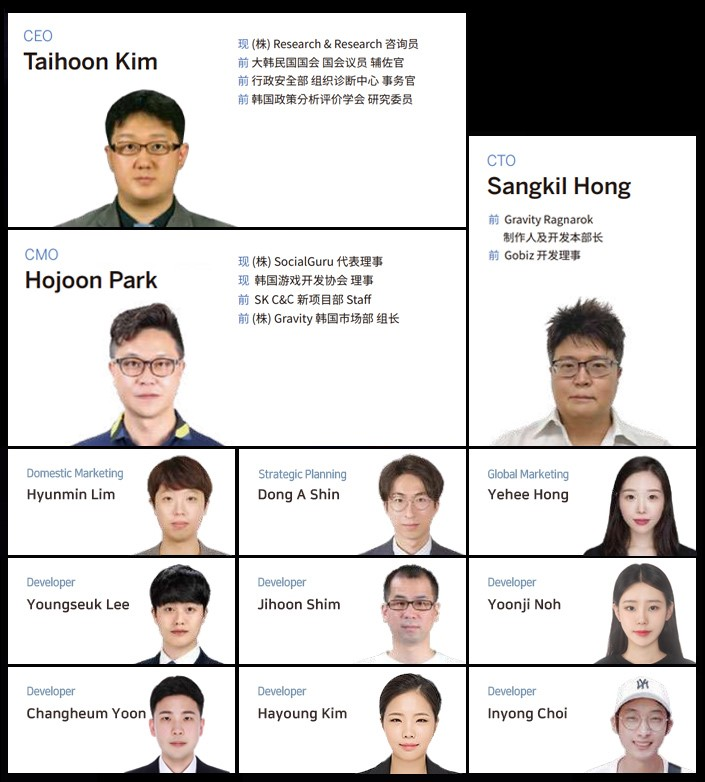 CEO
Taihoon Kim
现 (株) Research & Research 咨询员
前 大韩民国国会 国会议员 辅佐官
前 行政安全部 组织诊断中心 事务官
前 韩国政策分析评价学会 研究委员
CTO
Sangkil Hong
前 Gravity Ragnarok
制作人及开发本部长
前 Gobiz 开发理事
CMO
Hojoon Park
现 (株) SocialGuru 代表理事
现 韩国游戏开发协会 理事
前 SK C&C 新项目部 Staff
前 (株) Gravity 韩国市场部 组长
Domestic Marketing
Hyunmin Lim
Strategic Planning
Dong A Shin
Global Marketing
Yehee Hong
Developer
Youngseuk Lee
Developer
Jihoon Shim
Developer
Yoonji Noh
Developer
Changheum Yoon
Developer
Hayoung Kim
Developer
Inyong Choi